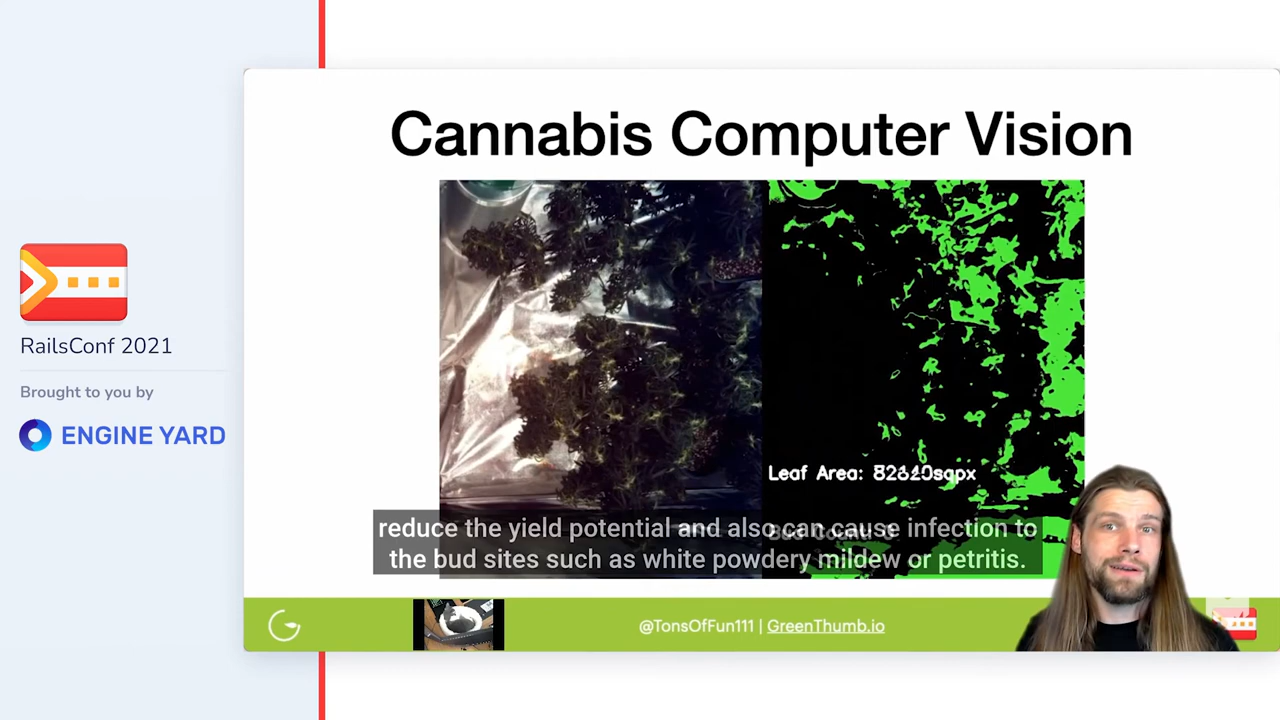 Cannabis Computer Vision
RailsConf 2021
Brought to you by
ENGINE YARD
Leaf Area: 82620sqpx
reduce the yield potential and also can cause infection to
the bud sites such as white powdery mildew or petritis.
@TonsOfFun111 | GreenThumb.io